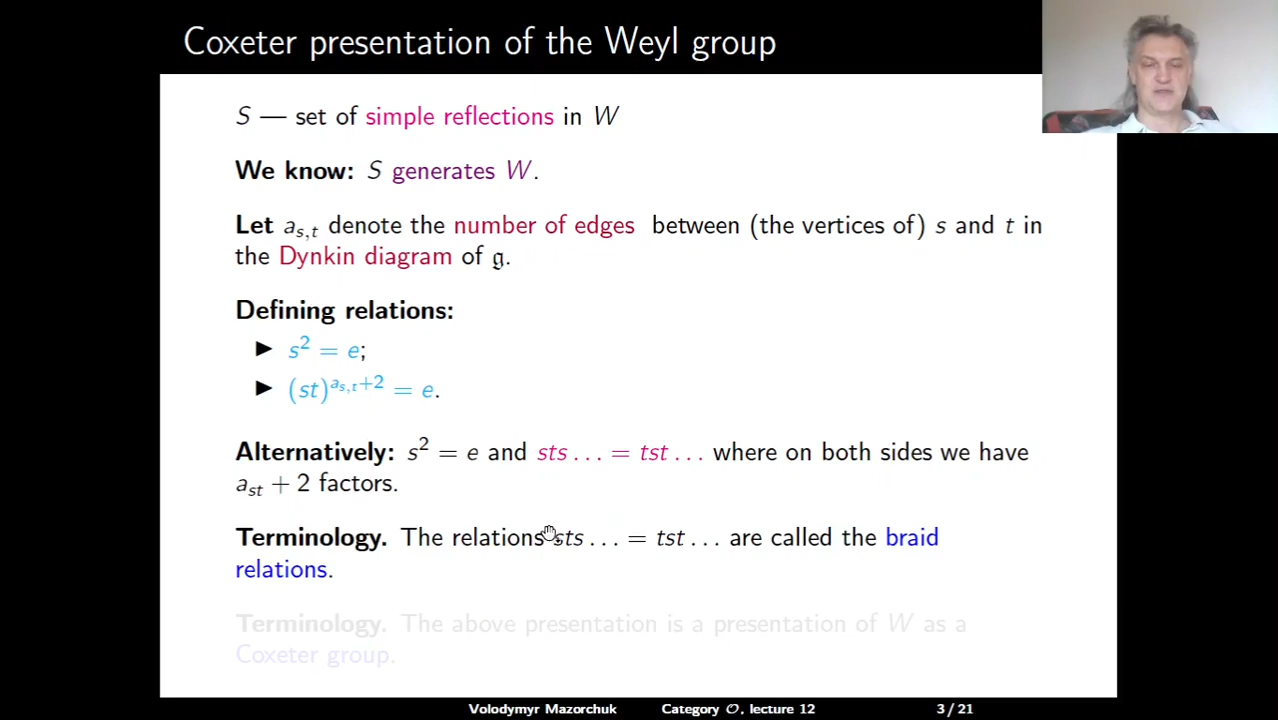 Coxeter presentation of the Weyl group
S — set of simple reflections in W
We know: S generates W.
Let aₛ,ₜ denote the number of edges between (the vertices of) s and t in
the Dynkin diagram of 𝔤.
Defining relations:
▶ s² = e;
▶ (st)^{a_{s,t}+2} = e.
Alternatively: s² = e and sts . . . = tst . . . where on both sides we have
aₛₜ + 2 factors.
Terminology. The relations sts . . . = tst . . . are called the braid
relations.
Terminology. The above presentation is a presentation of W as a
Coxeter group.
Volodymyr Mazorchuk Category 𝒪, lecture 12 3 / 21